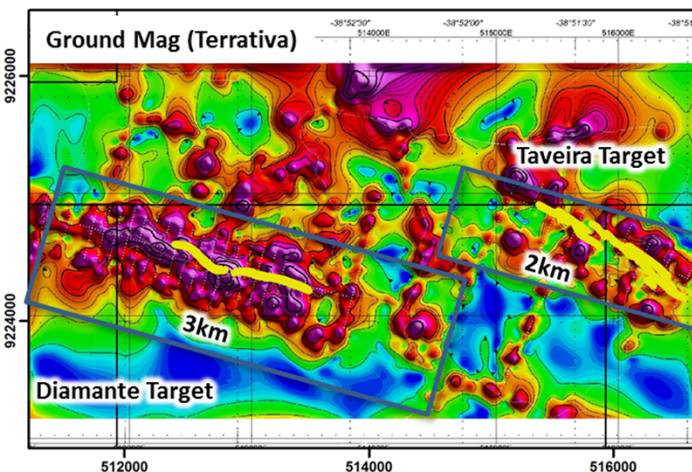 -38°52'30" -38°52'00" -38°51'30"
Ground Mag (Terrativa)
514000E 515000E 516000E
9226000
Taveira Target
2km
3km
9224000
Diamante Target
512000 514000 516000